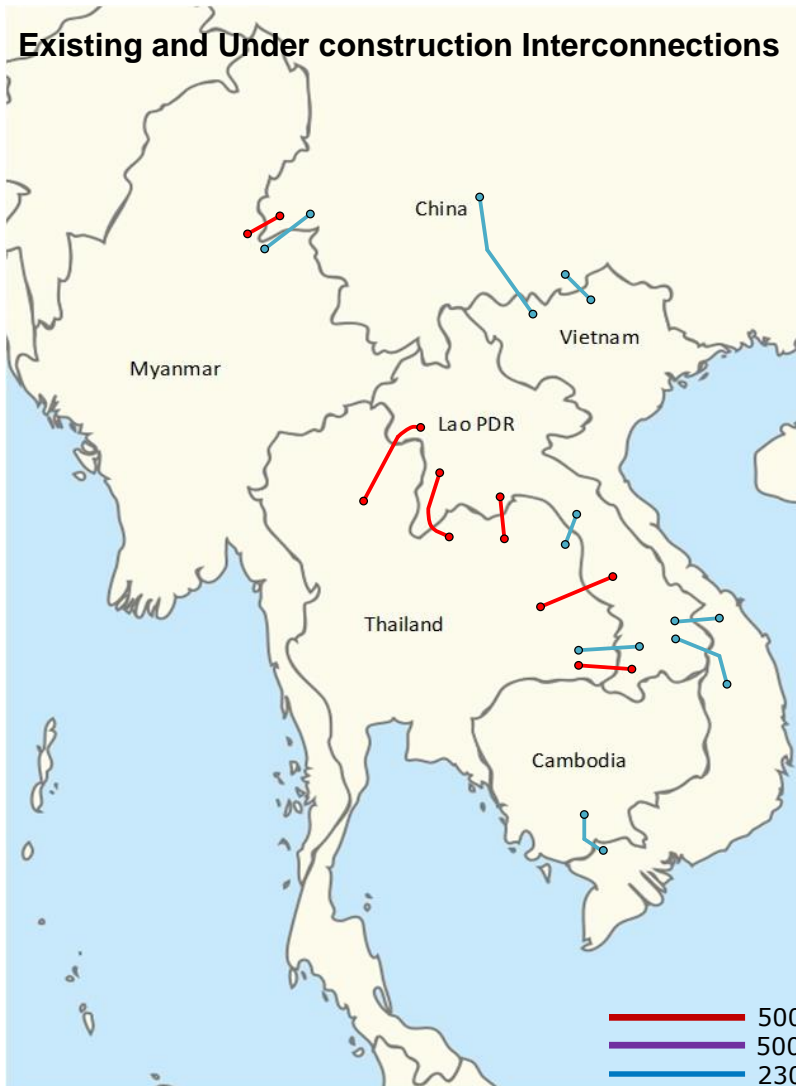 Existing and Under construction Interconnections
China
Vietnam
Myanmar
Lao PDR
Thailand
Cambodia
500
500
230